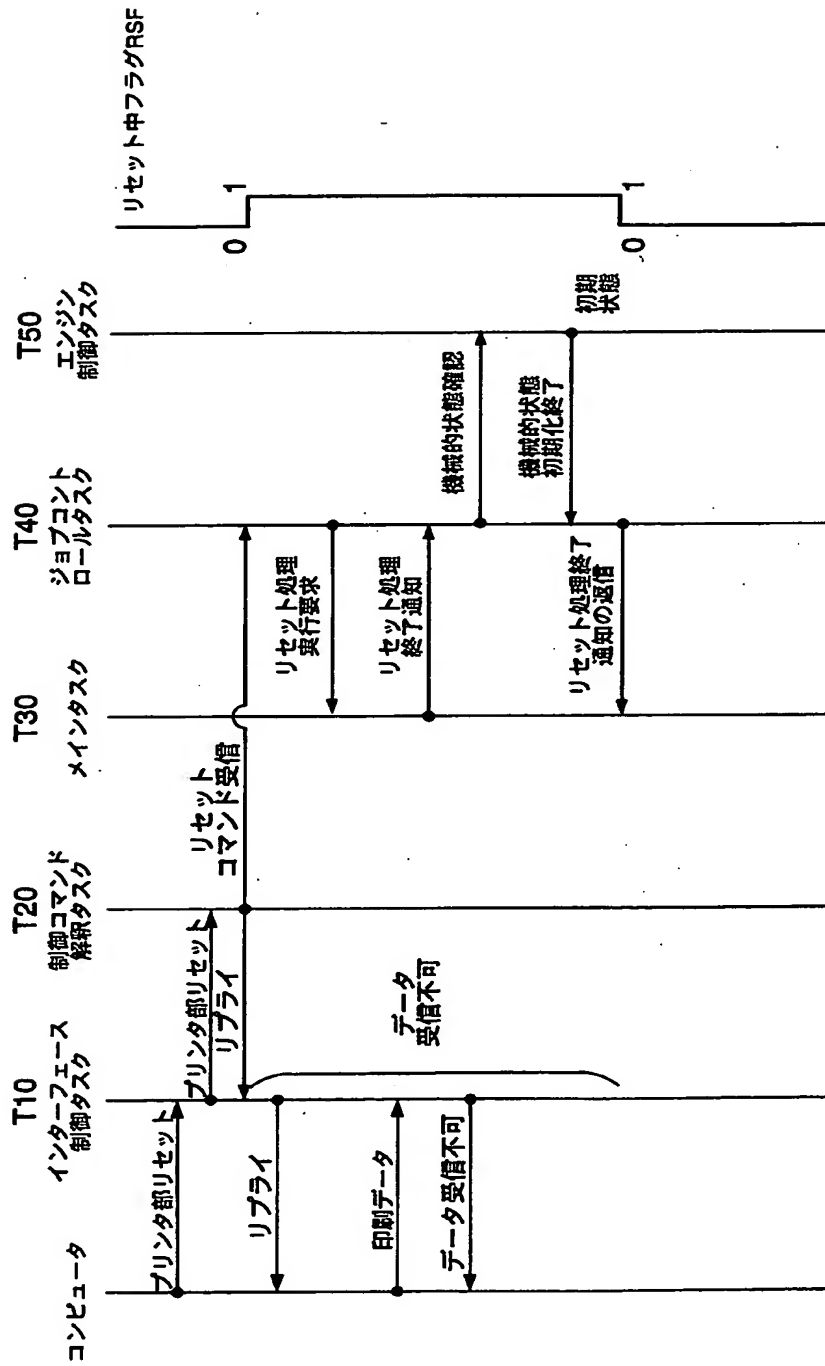 コンピュータ
T10
インターフェース
制御タスク
T20
制御コマンド
解釈タスク
T30
メインタスク
T40
ジョブコント
ロールタスク
T50
エンジン
制御タスク
リセット中フラグRSF
プリンタ部リセット
プリンタ部リセット
リプライ
リセット
コマンド受信
0
1
リプライ
リセット処理
実行要求
印刷データ
データ
受信不可
リセット処理
終了通知
データ受信不可
機械的状態確認
機械的状態
初期化終了
初期
状態
リセット処理終了
通知の返信
0
1